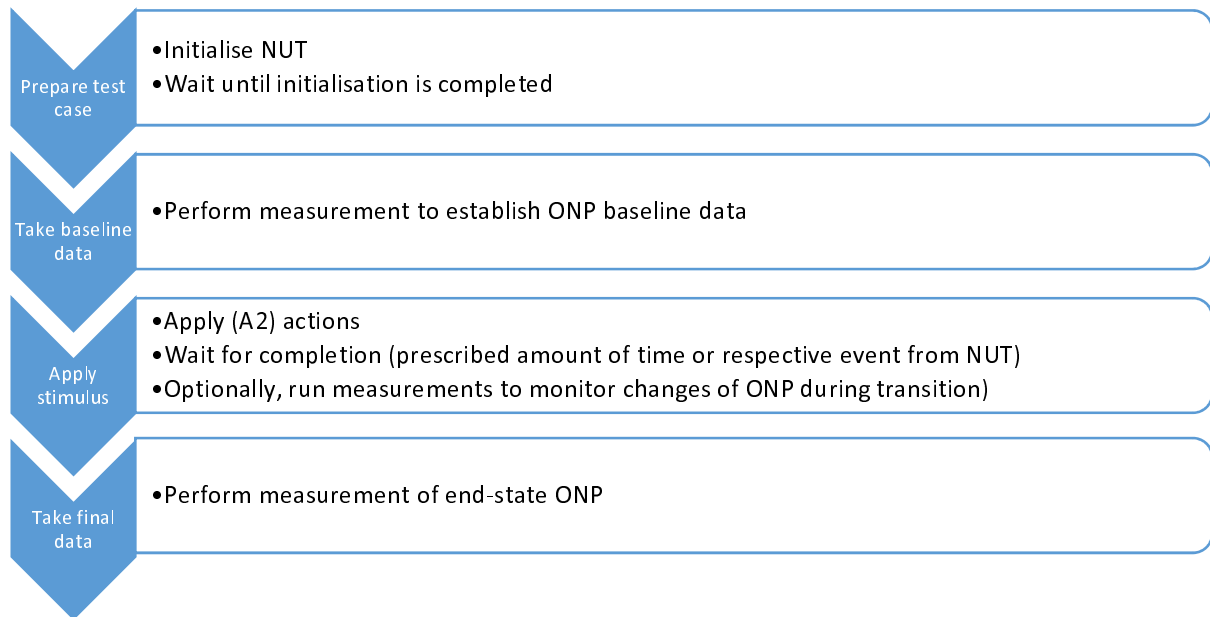 Prepare test
case
•Initialise NUT
•Wait until initialisation is completed
Take baseline
data
•Perform measurement to establish ONP baseline data
Apply
stimulus
•Apply (A2) actions
•Wait for completion (prescribed amount of time or respective event from NUT)
•Optionally, run measurements to monitor changes of ONP during transition)
Take final
data
•Perform measurement of end-state ONP